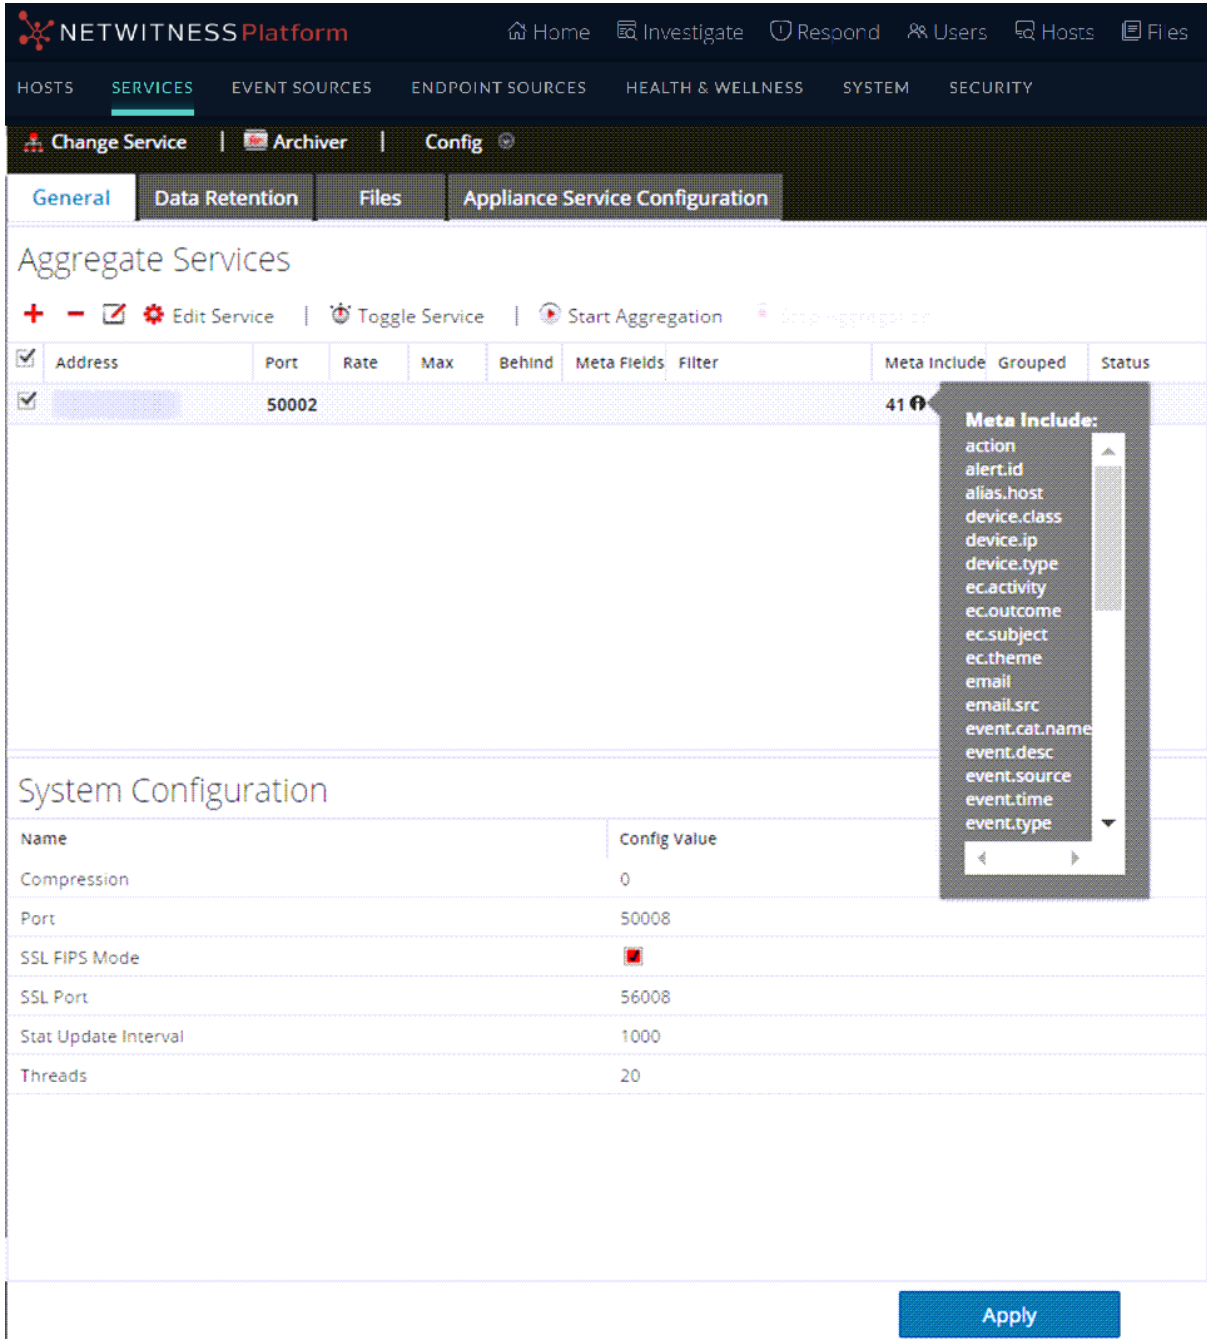 NETWITNESS Platform Home Investigate Respond Users Hosts Files
HOSTS SERVICES EVENT SOURCES ENDPOINT SOURCES HEALTH & WELLNESS SYSTEM SECURITY
Change Service | Archiver | Config
General Data Retention Files Appliance Service Configuration
Aggregate Services
Edit Service | Toggle Service | Start Aggregation Stop Aggregation
Address Port Rate Max Behind Meta Fields Filter Meta Include Grouped Status
50002 41
Meta Include:
action
alert.id
alias.host
device.class
device.ip
device.type
ec.activity
ec.outcome
ec.subject
ec.theme
email
email.src
event.cat.name
event.desc
event.source
event.time
event.type
System Configuration
Name Config Value
Compression 0
Port 50008
SSL FIPS Mode
SSL Port 56008
Stat Update Interval 1000
Threads 20
Apply